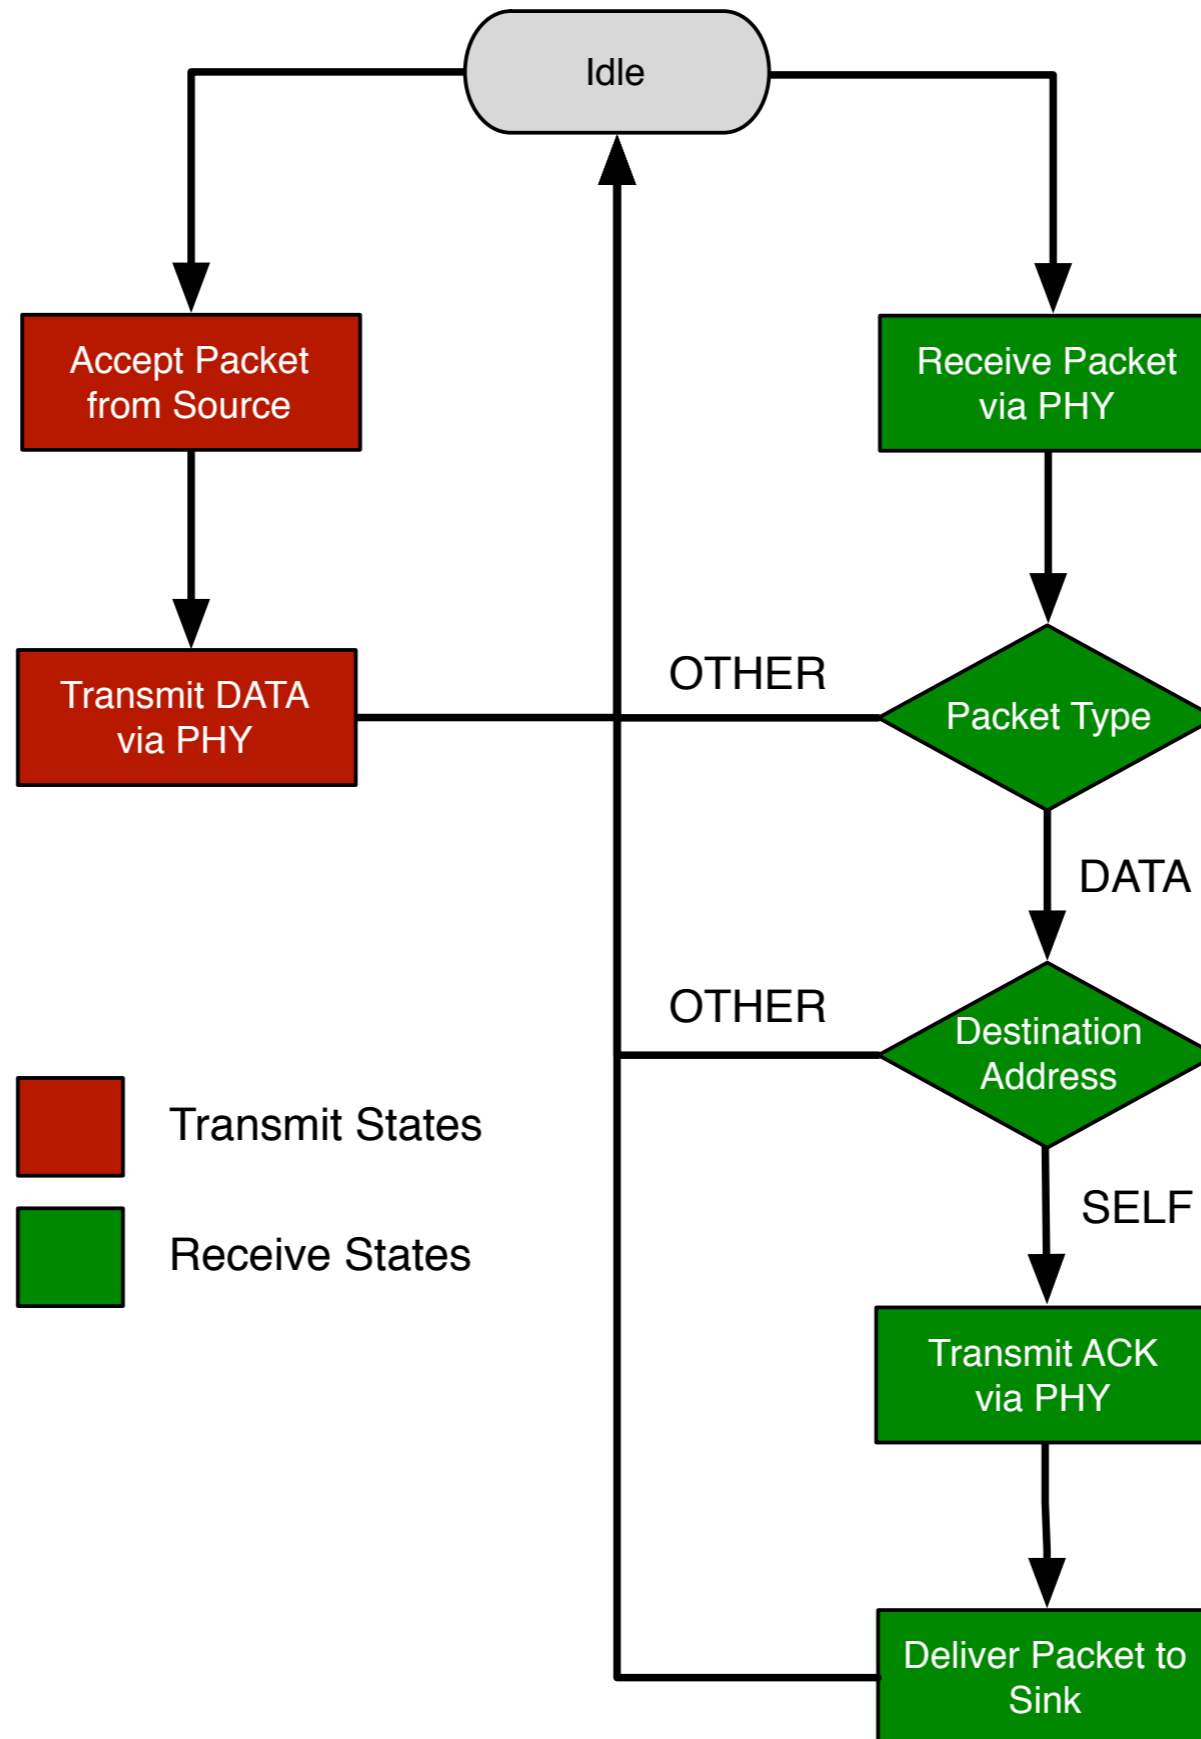 Idle
Accept Packet
from Source
Receive Packet
via PHY
Transmit DATA
via PHY
OTHER
Packet Type
DATA
OTHER
Destination
Address
Transmit States
SELF
Receive States
Transmit ACK
via PHY
Deliver Packet to
Sink